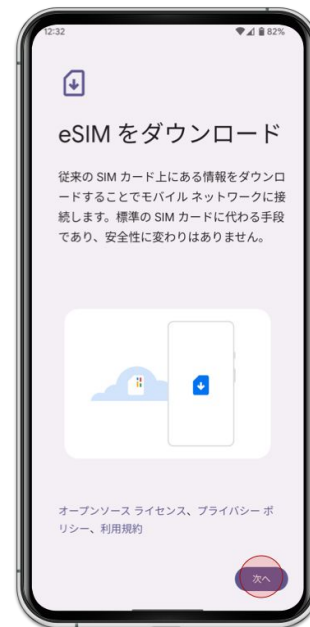 12:32
82%
eSIM をダウンロード
従来の SIM カード上にある情報をダウンロ
ードすることでモバイル ネットワークに接
続します。標準の SIM カードに代わる手段
であり、安全性に変わりはありません。
オープンソース ライセンス、プライバシー ポ
リシー、利用規約
次へ